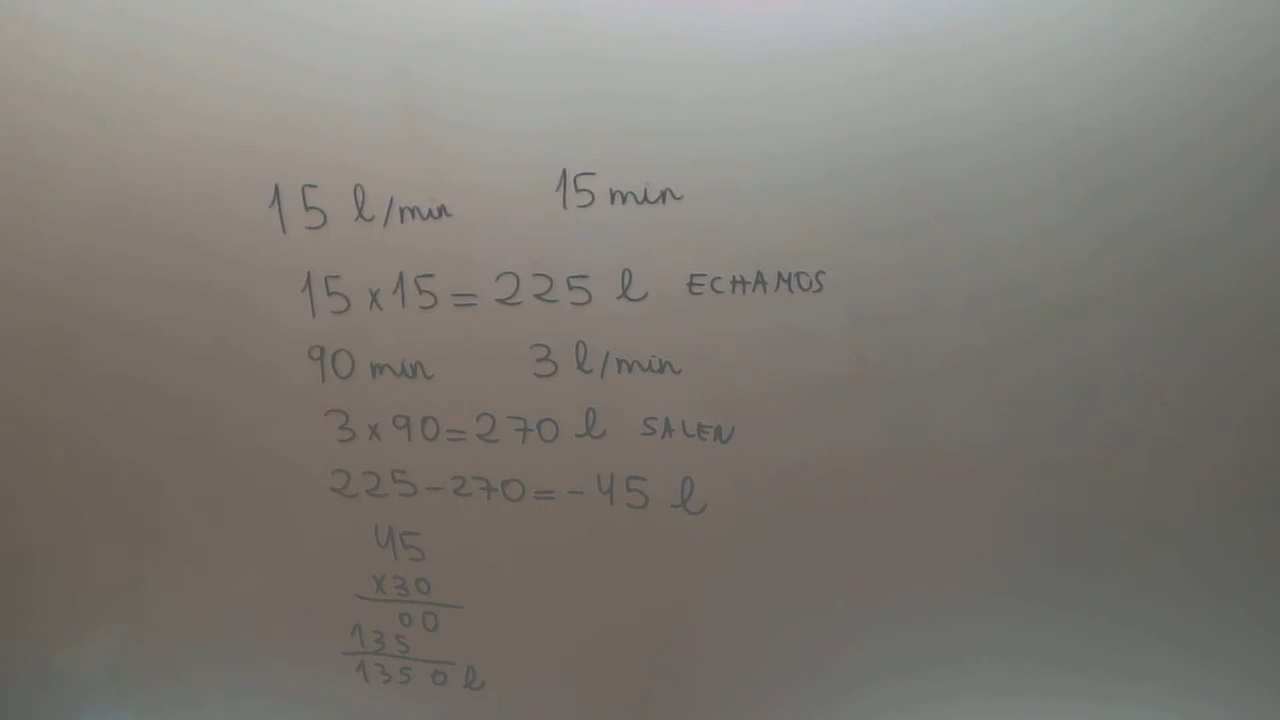 15 l/min 15 min
15 x 15 = 225 l ECHAMOS
90 min 3 l/min
3 x 90 = 270 l SALEN
225 - 270 = - 45 l
45
x30
00
135
1350 l